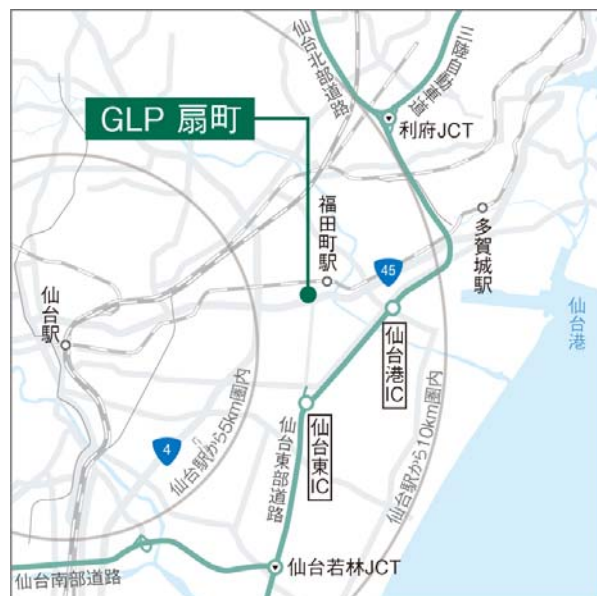 仙台北部道路
三陸自動車道
GLP 扇町
利府JCT
福田町駅
多賀城駅
45
仙台駅
仙台港
仙台港IC
仙台東IC
4
仙台駅から5km圏内
仙台東部道路
仙台駅から10km圏内
仙台若林JCT
仙台南部道路